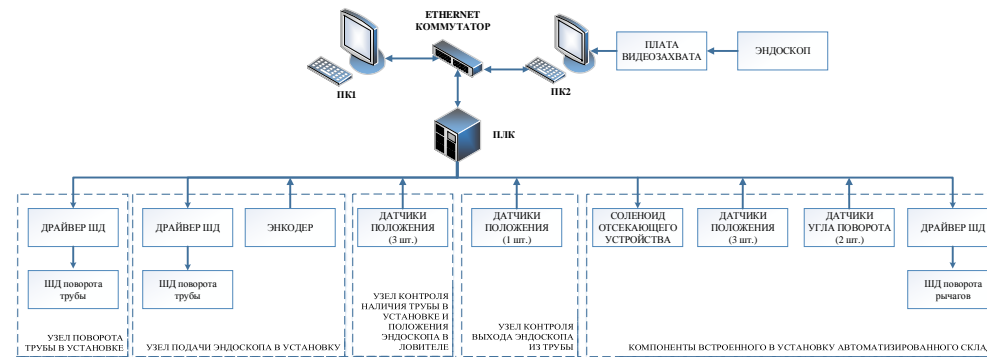 ETHERNET
КОММУТАТОР
ПК1
ПК2
ПЛАТА
ВИДЕОЗАХВАТА
ЭНДОСКОП
ПЛК
ДРАЙВЕР ШД
ШД поворота
трубы
УЗЕЛ ПОВОРОТА
ТРУБЫ В УСТАНОВКЕ
ДРАЙВЕР ШД
ЭНКОДЕР
ШД поворота
трубы
УЗЕЛ ПОДАЧИ ЭНДОСКОПА В УСТАНОВКУ
ДАТЧИКИ
ПОЛОЖЕНИЯ
(3 шт.)
УЗЕЛ КОНТРОЛЯ
НАЛИЧИЯ ТРУБЫ В
УСТАНОВКЕ И
ПОЛОЖЕНИЯ
ЭНДОСКОПА В
ЛОВИТЕЛЕ
ДАТЧИКИ
ПОЛОЖЕНИЯ
(1 шт.)
УЗЕЛ КОНТРОЛЯ
ВЫХОДА ЭНДОСКОПА
ИЗ ТРУБЫ
СОЛЕНОИД
ОТСЕКАЮЩЕГО
УСТРОЙСТВА
ДАТЧИКИ
ПОЛОЖЕНИЯ
(3 шт.)
ДАТЧИКИ
УГЛА ПОВОРОТА
(2 шт.)
ДРАЙВЕР ШД
ШД поворота
рычагов
КОМПОНЕНТЫ ВСТРОЕННОГО В УСТАНОВКУ АВТОМАТИЗИРОВАННОГО СКЛА